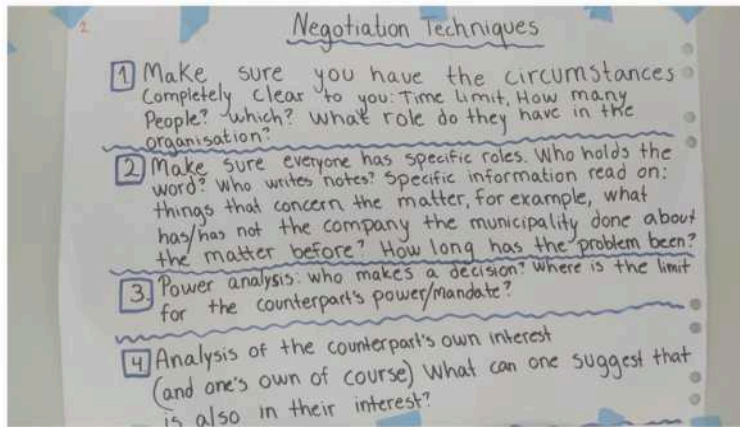 2
Negotiation Techniques
1 Make sure you have the circumstances
Completely clear to you: Time limit, How many
People? which? What role do they have in the
organisation?
2 Make sure everyone has specific roles. Who holds the
word? Who writes notes? Specific information read on:
things that concern the matter, for example, what
has/has not the company the municipality done about
the matter before? How long has the problem been?
3. Power analysis: who makes a decision? Where is the limit
for the counterpart's power/mandate?
4 Analysis of the counterpart's own interest
(and one's own of course) What can one suggest that
is also in their interest?